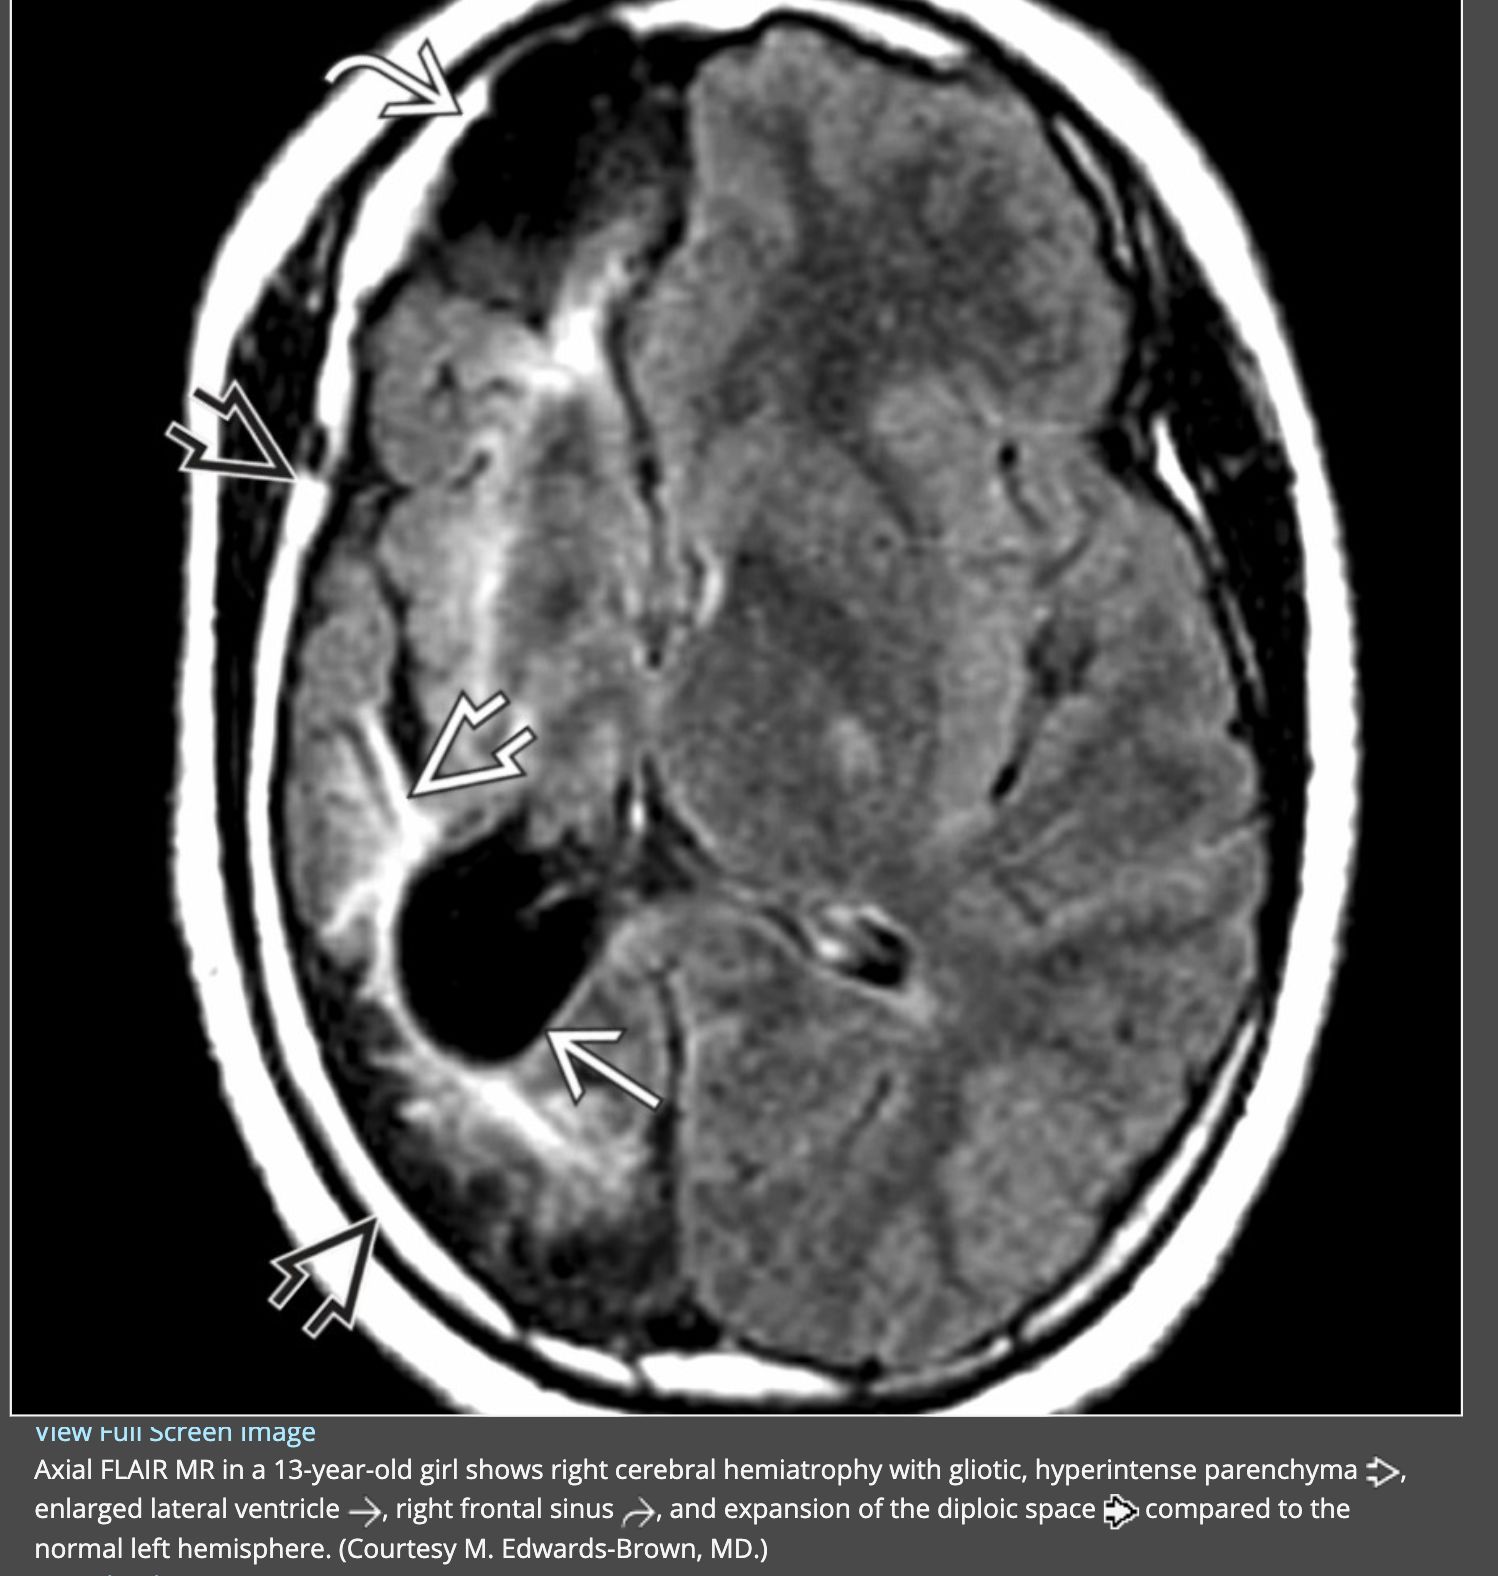 View Full Screen Image
Axial FLAIR MR in a 13-year-old girl shows right cerebral hemiatrophy with gliotic, hyperintense parenchyma ,
enlarged lateral ventricle , right frontal sinus , and expansion of the diploic space compared to the
normal left hemisphere. (Courtesy M. Edwards-Brown, MD.)